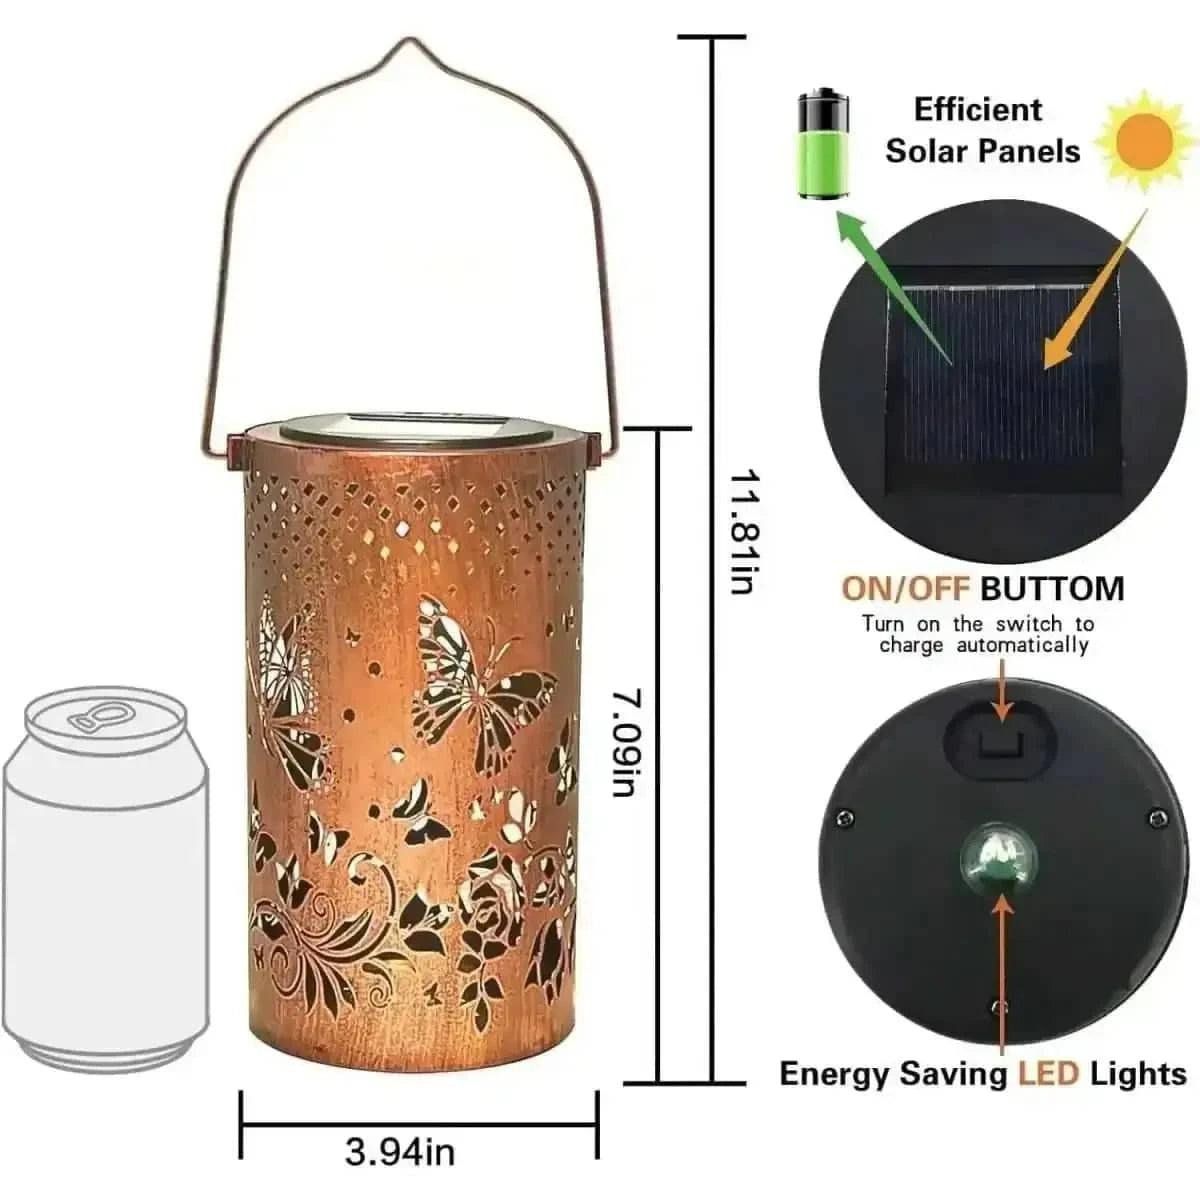 Efficient
Solar Panels
11.81in
7.09in
3.94in
ON/OFF BUTTOM
Turn on the switch to
charge automatically
Energy Saving LED Lights